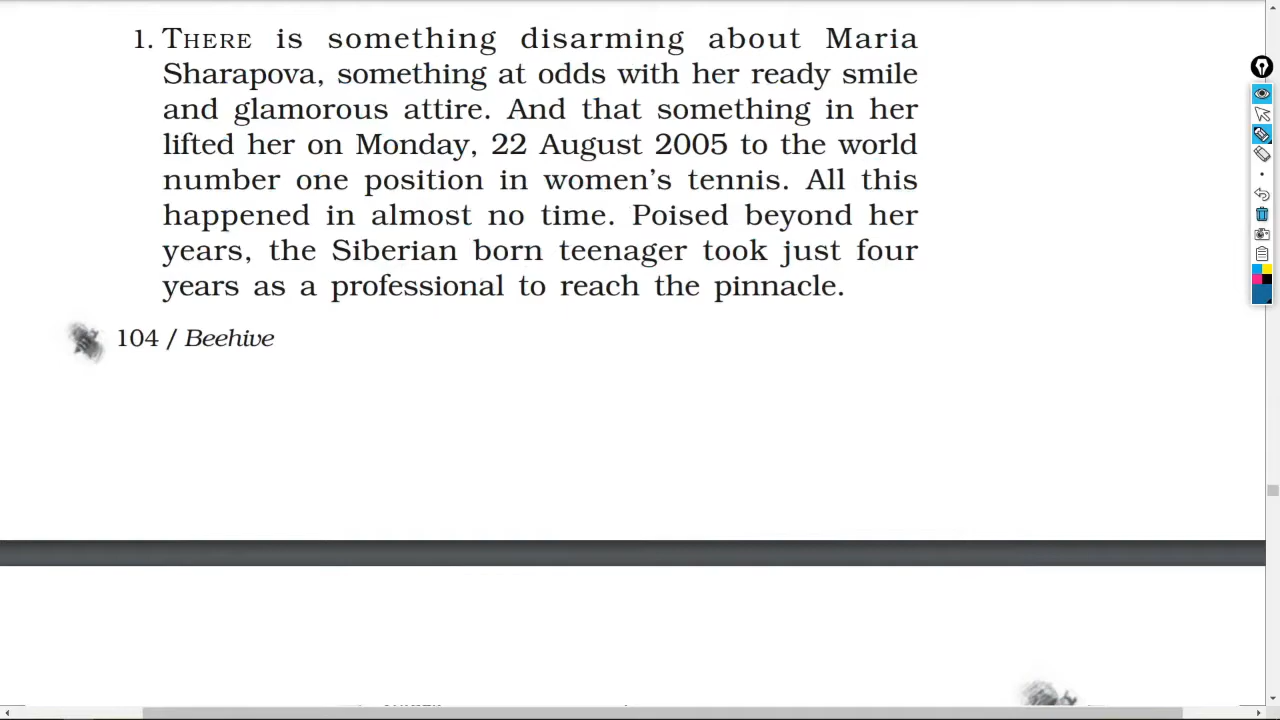 1. THERE is something disarming about Maria
Sharapova, something at odds with her ready smile
and glamorous attire. And that something in her
lifted her on Monday, 22 August 2005 to the world
number one position in women's tennis. All this
happened in almost no time. Poised beyond her
years, the Siberian born teenager took just four
years as a professional to reach the pinnacle.
104 / Beehive